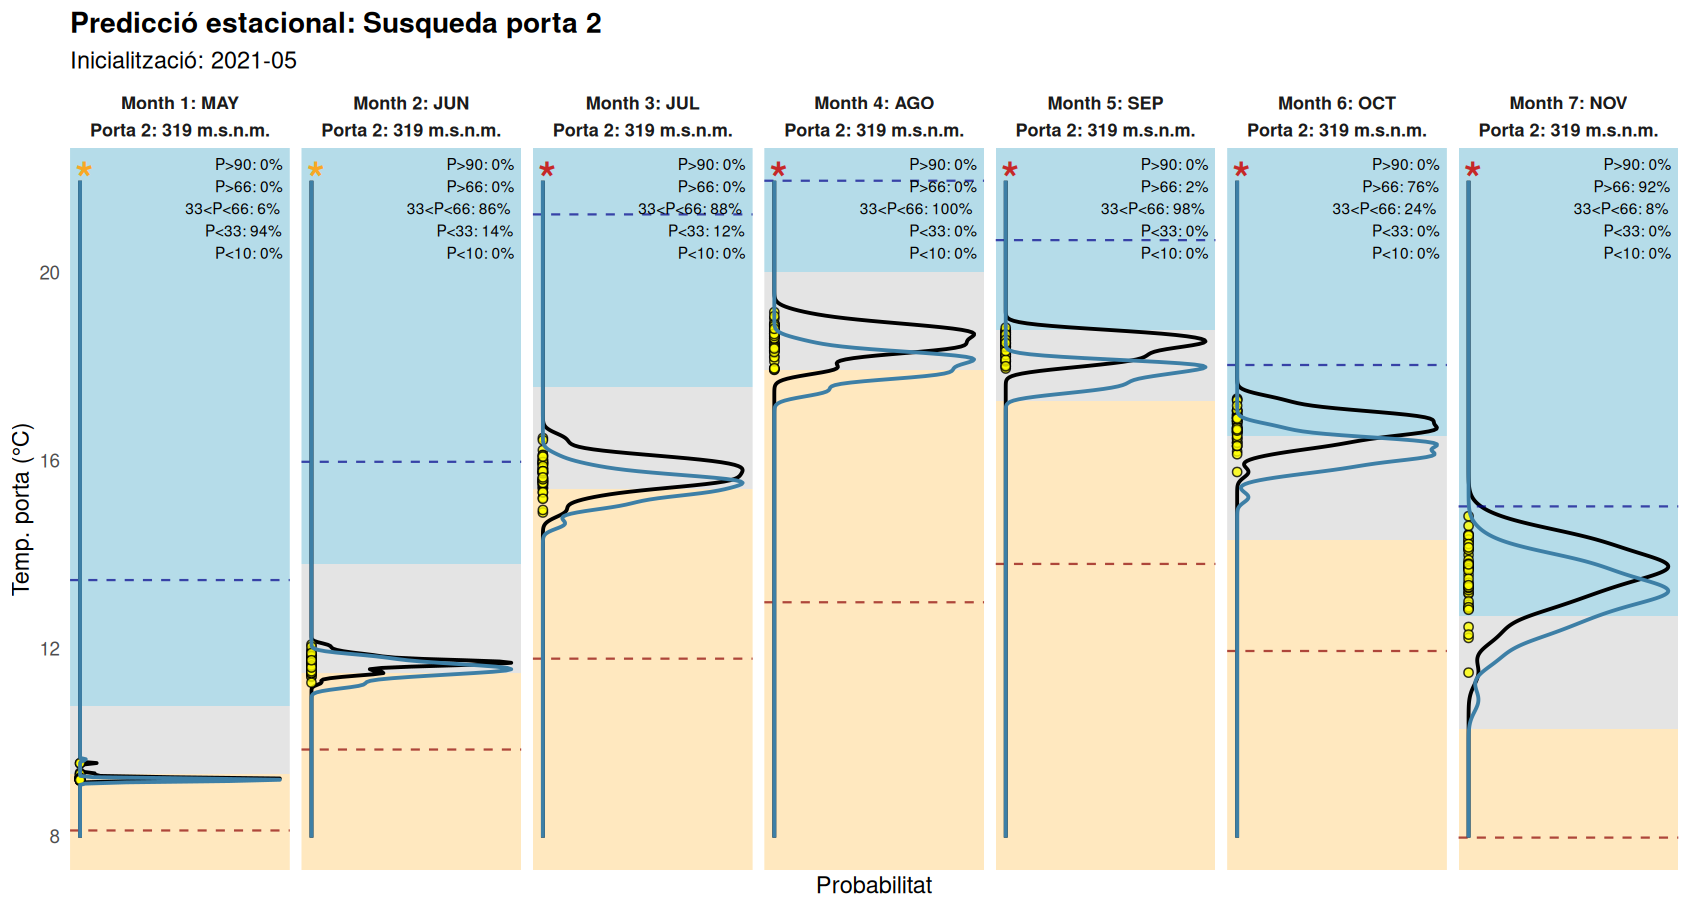 Predicció estacional: Susqueda porta 2
Inicialització: 2021-05
Month 1: MAY
Porta 2: 319 m.s.n.m.
Month 2: JUN
Porta 2: 319 m.s.n.m.
Month 3: JUL
Porta 2: 319 m.s.n.m.
Month 4: AGO
Porta 2: 319 m.s.n.m.
Month 5: SEP
Porta 2: 319 m.s.n.m.
Month 6: OCT
Porta 2: 319 m.s.n.m.
Month 7: NOV
Porta 2: 319 m.s.n.m.
*
P>90: 0%
P>66: 0%
33<P<66: 6%
P<33: 94%
P<10: 0%
*
P>90: 0%
P>66: 0%
33<P<66: 86%
P<33: 14%
P<10: 0%
*
P>90: 0%
P>66: 0%
33<P<66: 88%
P<33: 12%
P<10: 0%
*
P>90: 0%
P>66: 0%
33<P<66: 100%
P<33: 0%
P<10: 0%
*
P>90: 0%
P>66: 2%
33<P<66: 98%
P<33: 0%
P<10: 0%
*
P>90: 0%
P>66: 76%
33<P<66: 24%
P<33: 0%
P<10: 0%
*
P>90: 0%
P>66: 92%
33<P<66: 8%
P<33: 0%
P<10: 0%
20
16
12
8
Temp. porta (°C)
Probabilitat